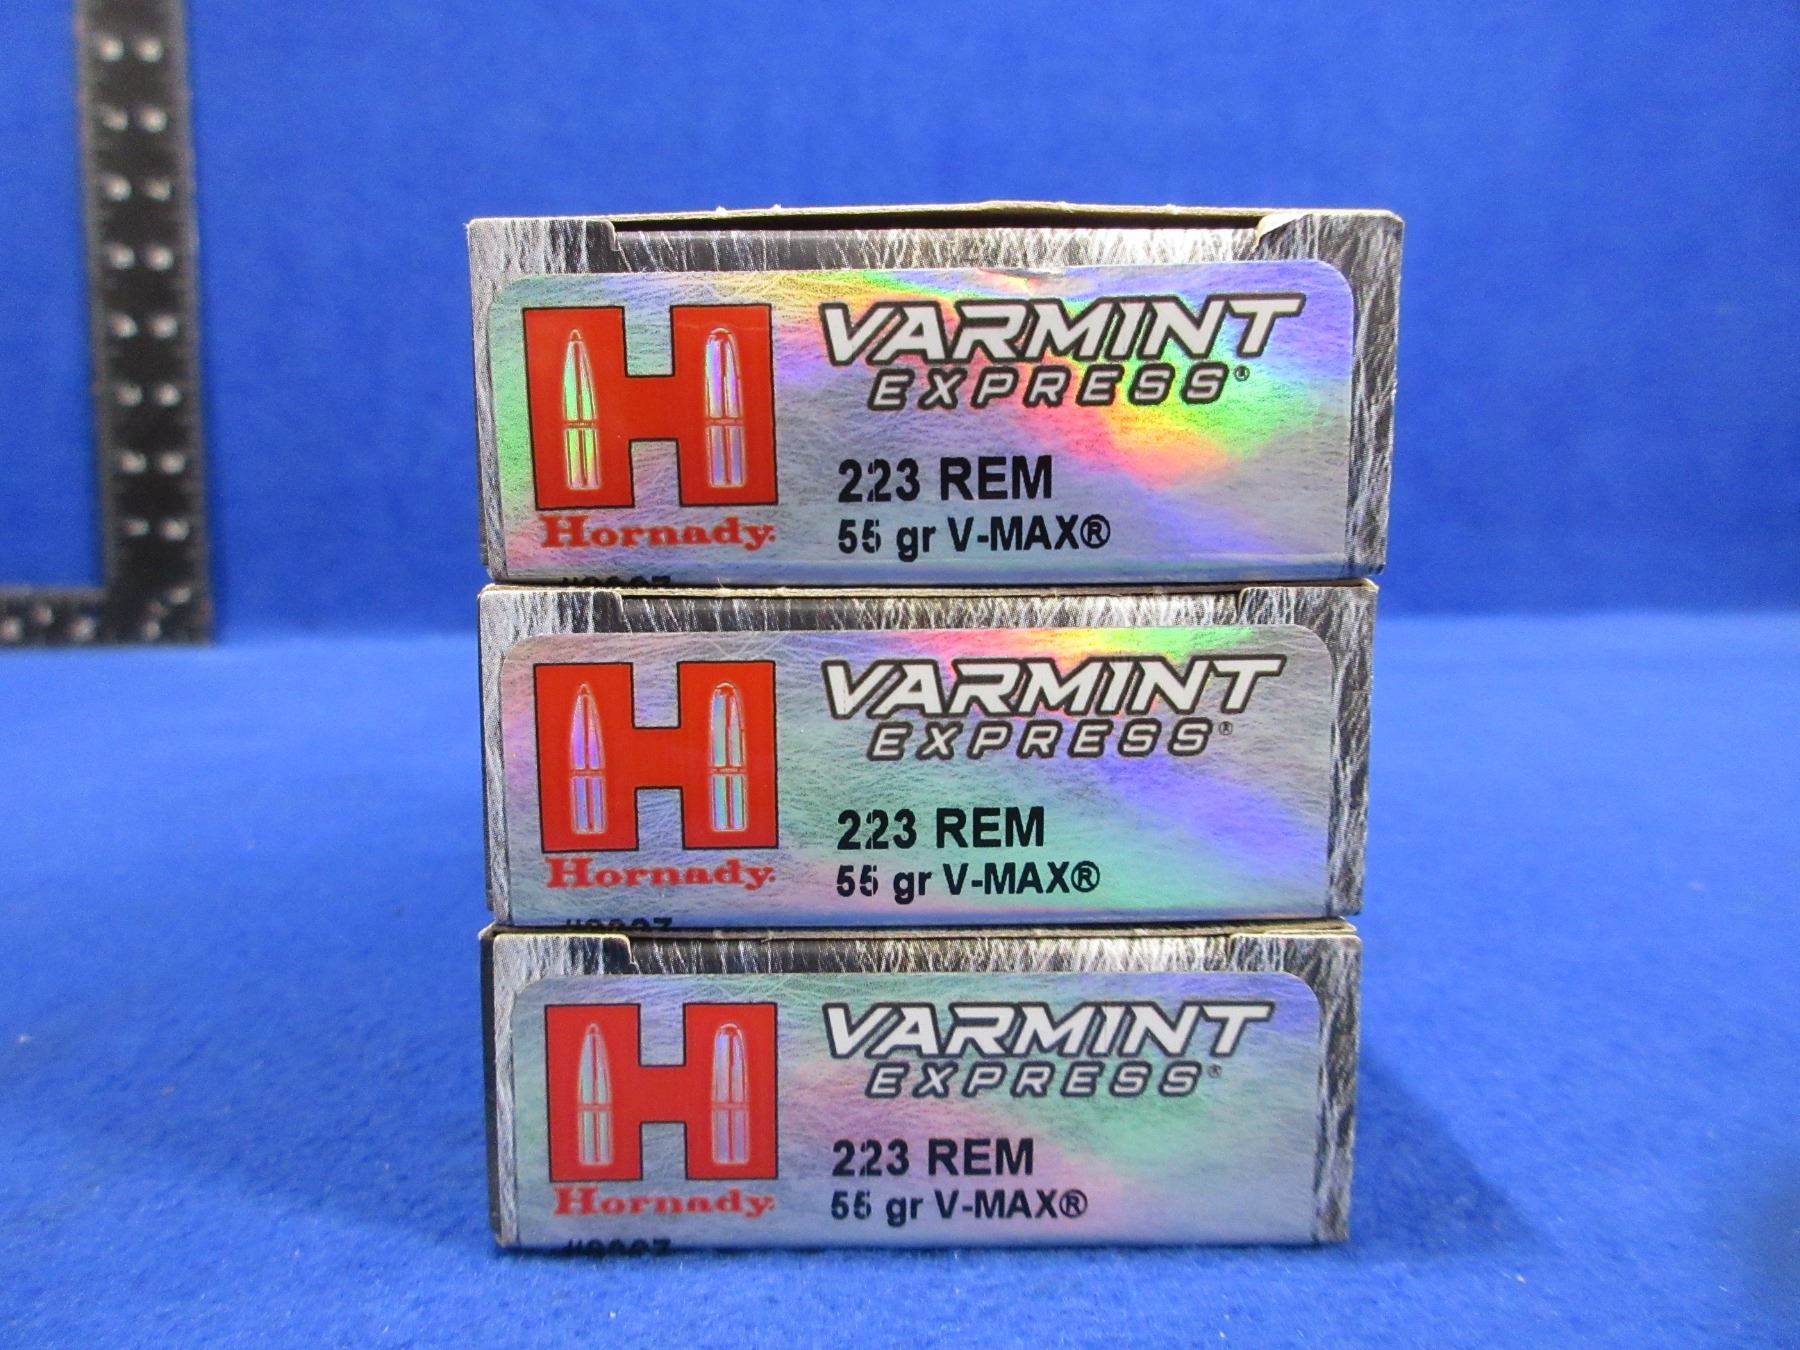 H
VARMINT
EXPRESS®
223 REM
55 gr V-MAX®
Hornady.
H
VARMINT
EXPRESS®
223 REM
55 gr V-MAX®
Hornady.
H
VARMINT
EXPRESS®
223 REM
55 gr V-MAX®
Hornady.